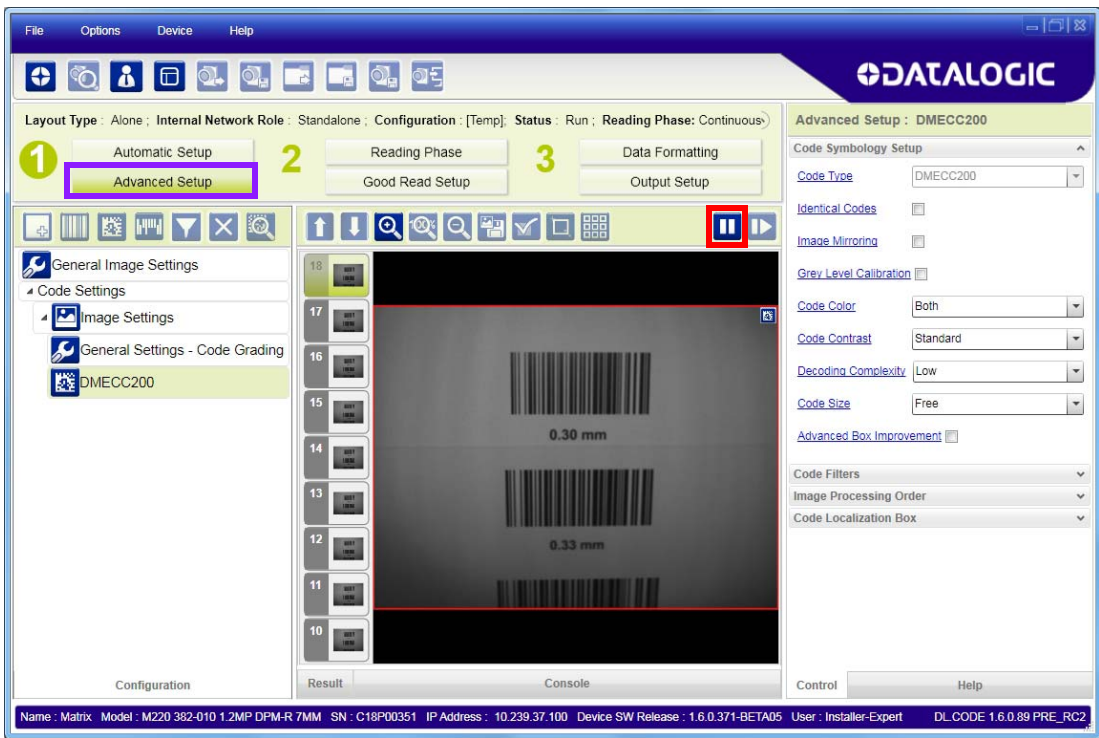 File Options Device Help
DATALOGIC
Layout Type : Alone ; Internal Network Role : Standalone ; Configuration : [Temp]; Status : Run ; Reading Phase: Continuous
1 Automatic Setup 2 Reading Phase 3 Data Formatting
Advanced Setup Good Read Setup Output Setup
General Image Settings
Code Settings
Image Settings
General Settings - Code Grading
DMECC200
Configuration
18
17
16
15
14
13
12
11
10
0.30 mm
0.33 mm
Result Console
Advanced Setup : DMECC200
Code Symbology Setup
Code Type DMECC200
Identical Codes
Image Mirroring
Grey Level Calibration
Code Color Both
Code Contrast Standard
Decoding Complexity Low
Code Size Free
Advanced Box Improvement
Code Filters
Image Processing Order
Code Localization Box
Control Help
Name : Matrix Model : M220 382-010 1.2MP DPM-R 7MM SN : C18P00351 IP Address : 10.239.37.100 Device SW Release : 1.6.0.371-BETA05 User : Installer-Expert DL.CODE 1.6.0.89 PRE_RC2